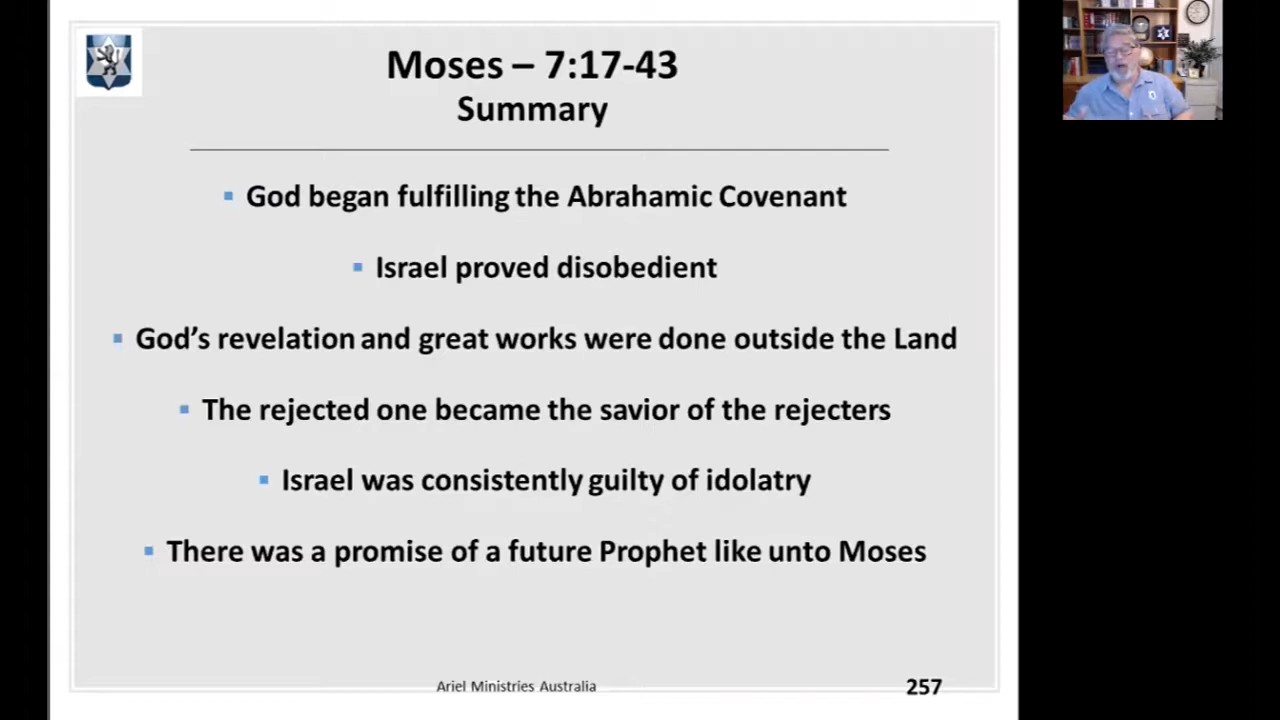 Moses – 7:17-43
Summary
▪ God began fulfilling the Abrahamic Covenant
▪ Israel proved disobedient
▪ God’s revelation and great works were done outside the Land
▪ The rejected one became the savior of the rejecters
▪ Israel was consistently guilty of idolatry
▪ There was a promise of a future Prophet like unto Moses
Ariel Ministries Australia
257